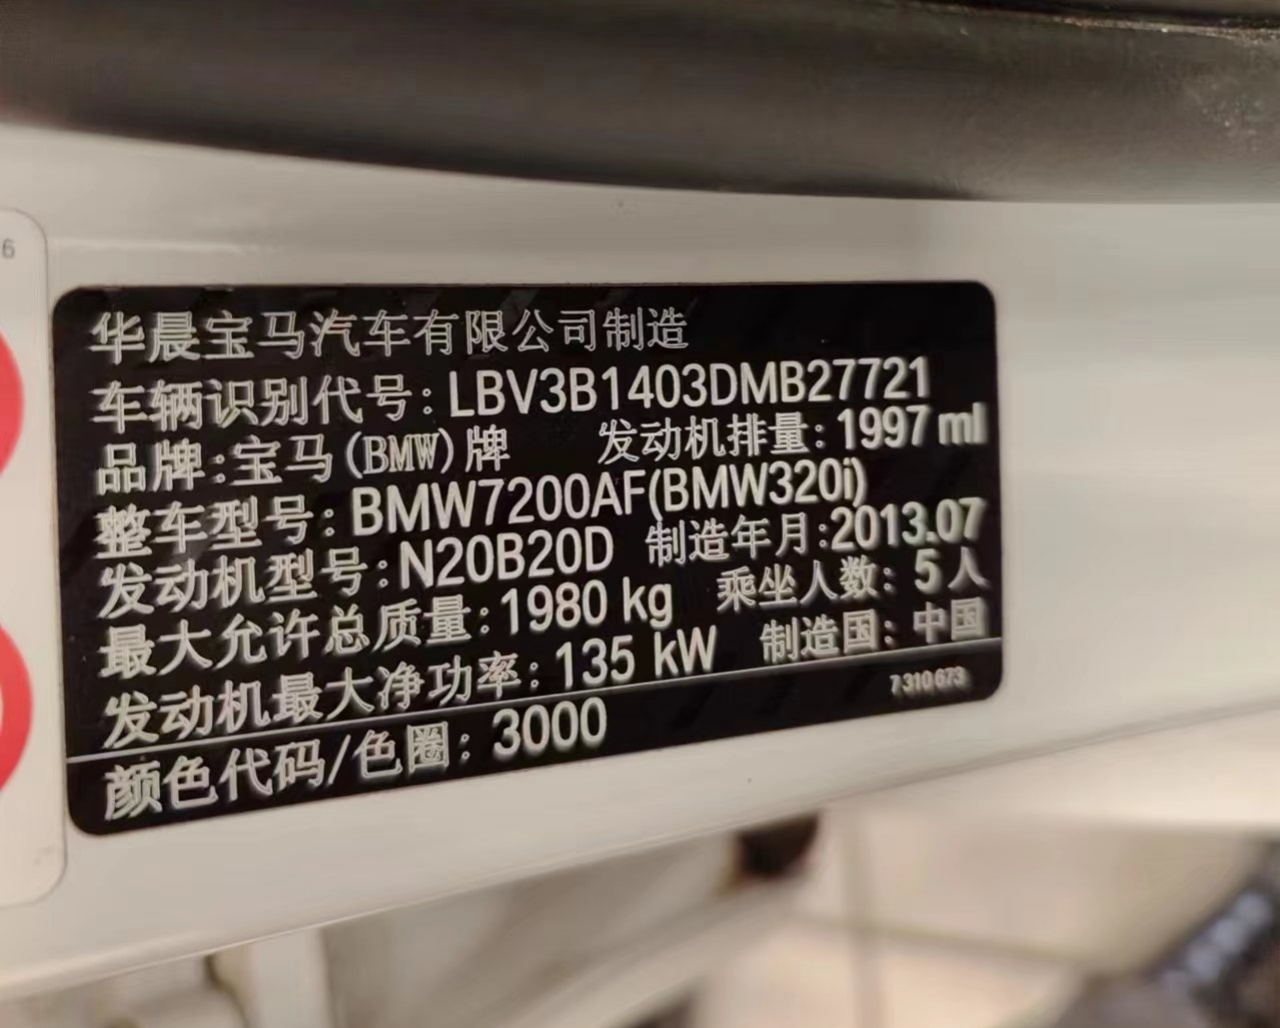 6
华晨宝马汽车有限公司制造
车辆识别代号: LBV3B1403DMB27721
品牌:宝马(BMW)牌 发动机排量: 1997 ml
整车型号: BMW7200AF(BMW320i)
发动机型号: N20B20D 制造年月:2013.07
最大允许总质量: 1980 kg 乘坐人数: 5人
发动机最大净功率: 135 kW 制造国: 中国
7310673
颜色代码/色圈: 3000